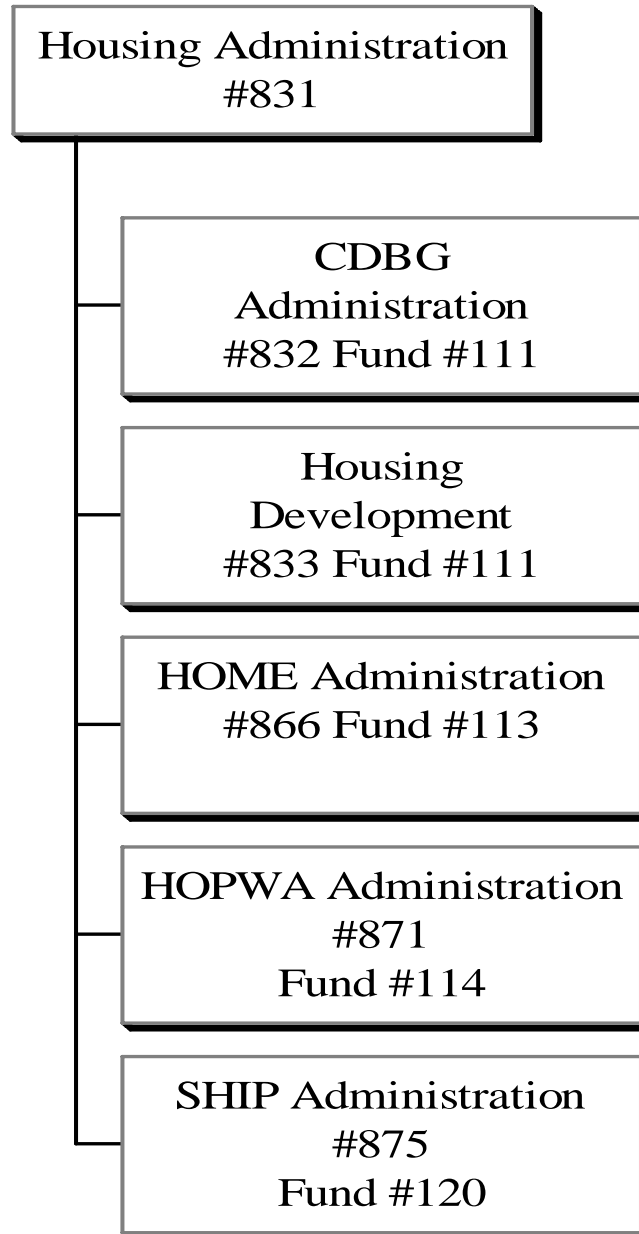 Housing Administration
#831
CDBG
Administration
#832 Fund #111
Housing
Development
#833 Fund #111
HOME Administration
#866 Fund #113
HOPWA Administration
#871
Fund #114
SHIP Administration
#875
Fund #120